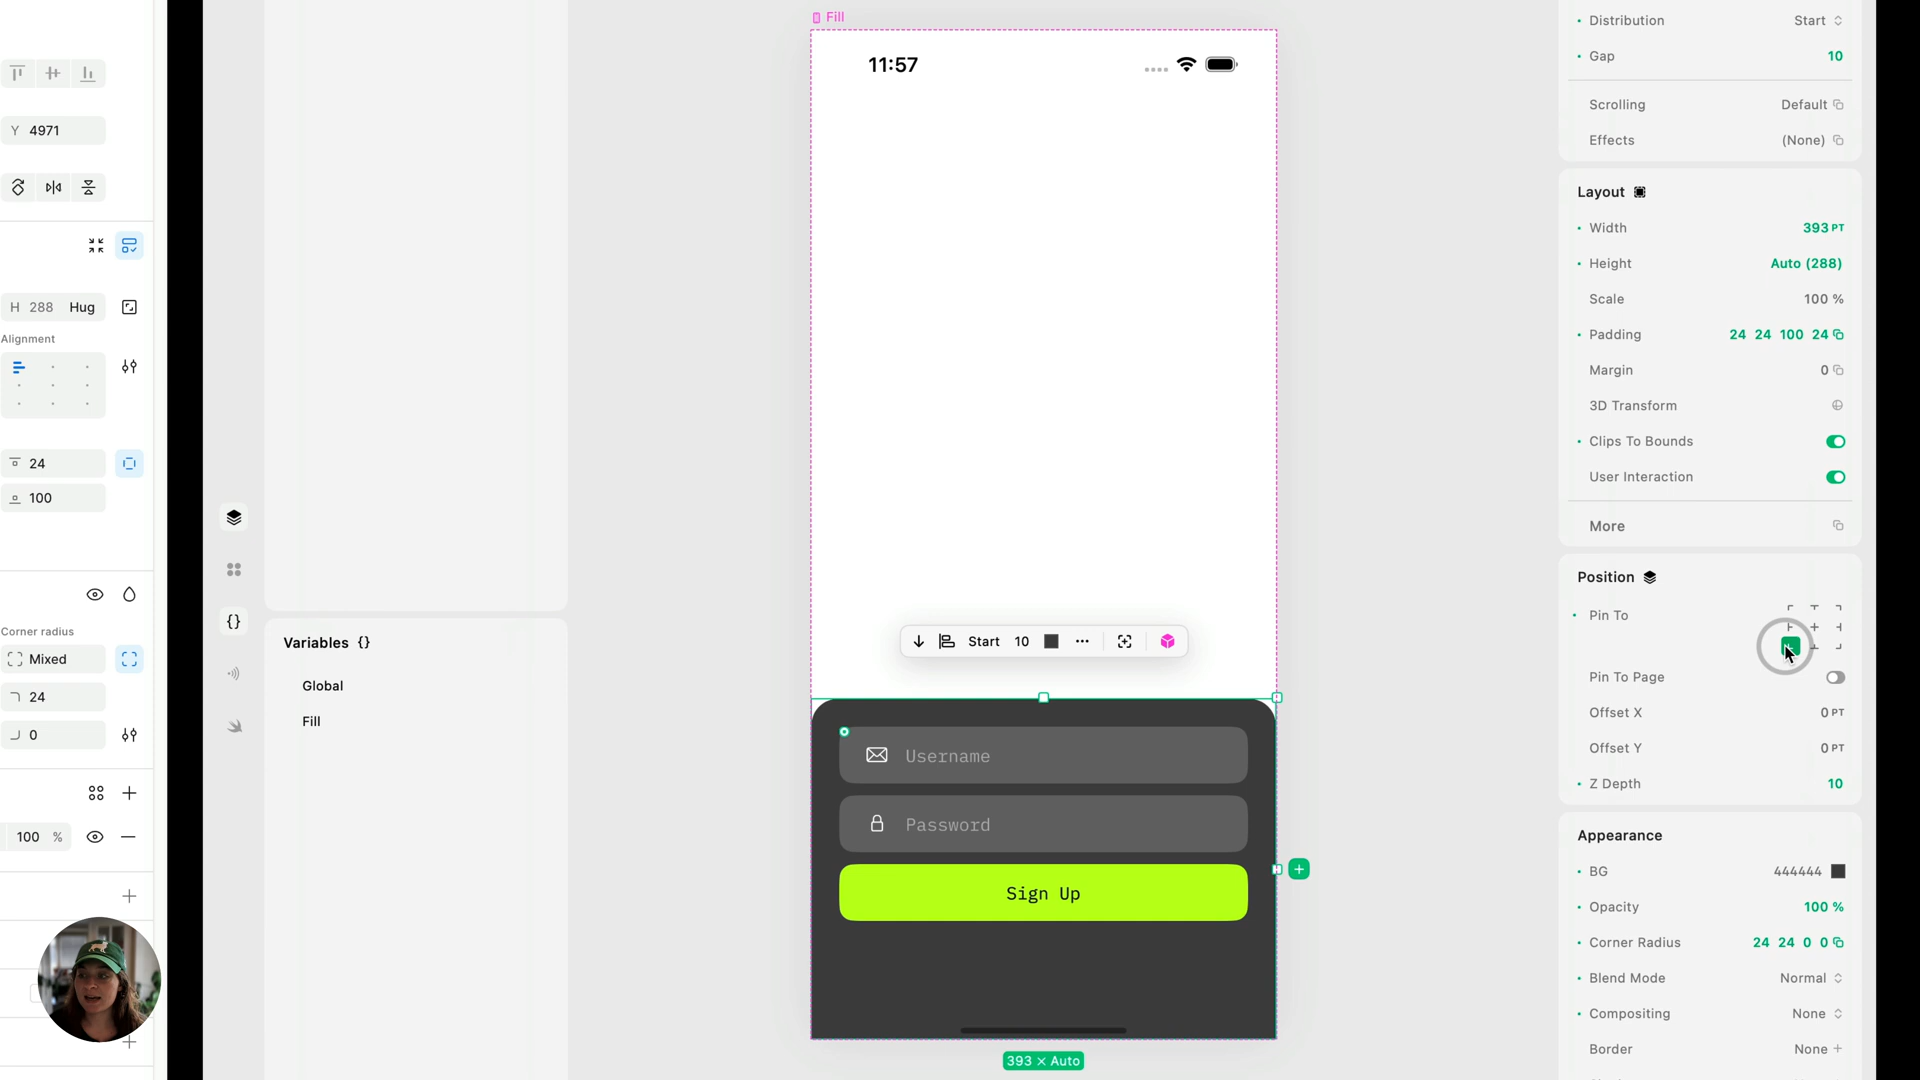 Y 4971
H 288 Hug
Alignment
24
100
Corner radius
Mixed
24
0
100 %
Variables {}
Global
Fill
Fill
11:57
Start 10
Username
Password
Sign Up
393 × Auto
Distribution Start
Gap 10
Scrolling Default
Effects (None)
Layout
Width 393 PT
Height Auto (288)
Scale 100 %
Padding 24 24 100 24
Margin 0
3D Transform
Clips To Bounds
User Interaction
More
Position
Pin To
Pin To Page
Offset X 0 PT
Offset Y 0 PT
Z Depth 10
Appearance
BG 444444
Opacity 100 %
Corner Radius 24 24 0 0
Blend Mode Normal
Compositing None
Border None